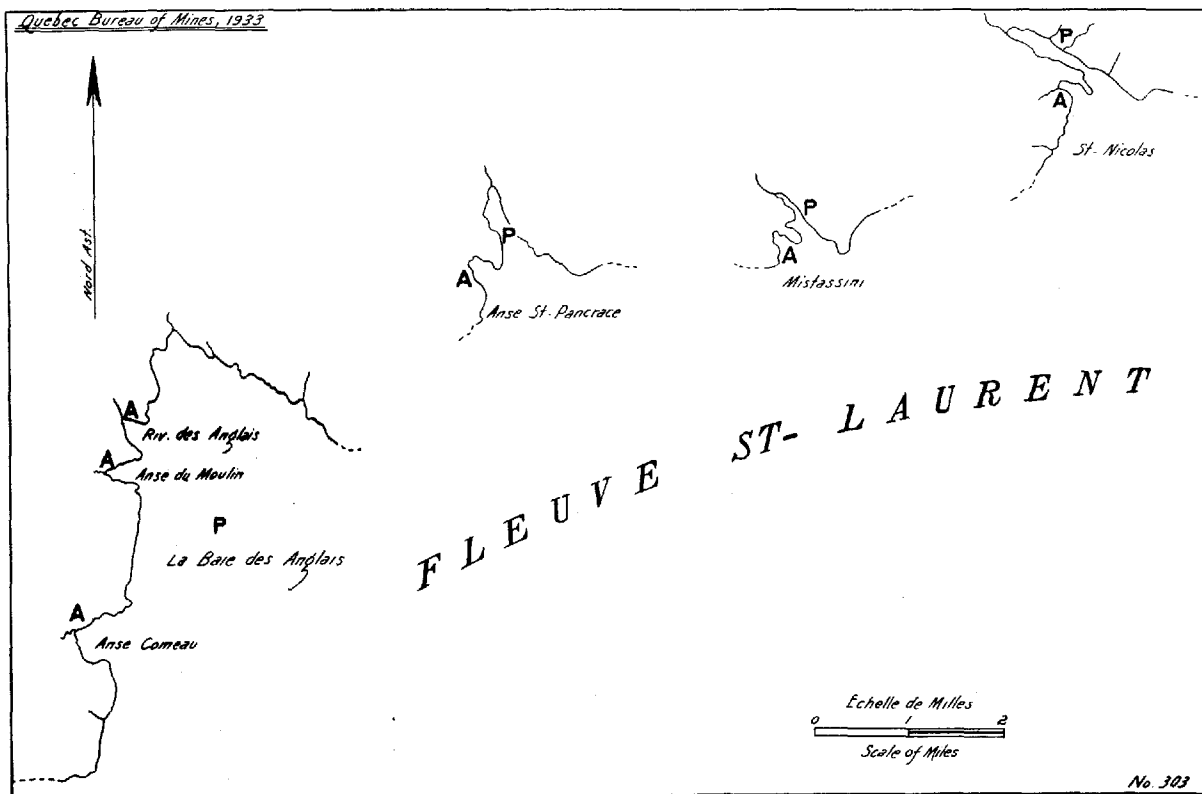 Quebec Bureau of Mines, 1933
P
A
St-Nicolas
Nord Ast.
P
A
Anse St-Pancrace
P
A
Mistassini
A
Riv. des Anglais
A
Anse du Moulin
P
La Baie des Anglais
A
Anse Comeau
FLEUVE ST-LAURENT
Echelle de Milles
0 1 2
Scale of Miles
No. 303